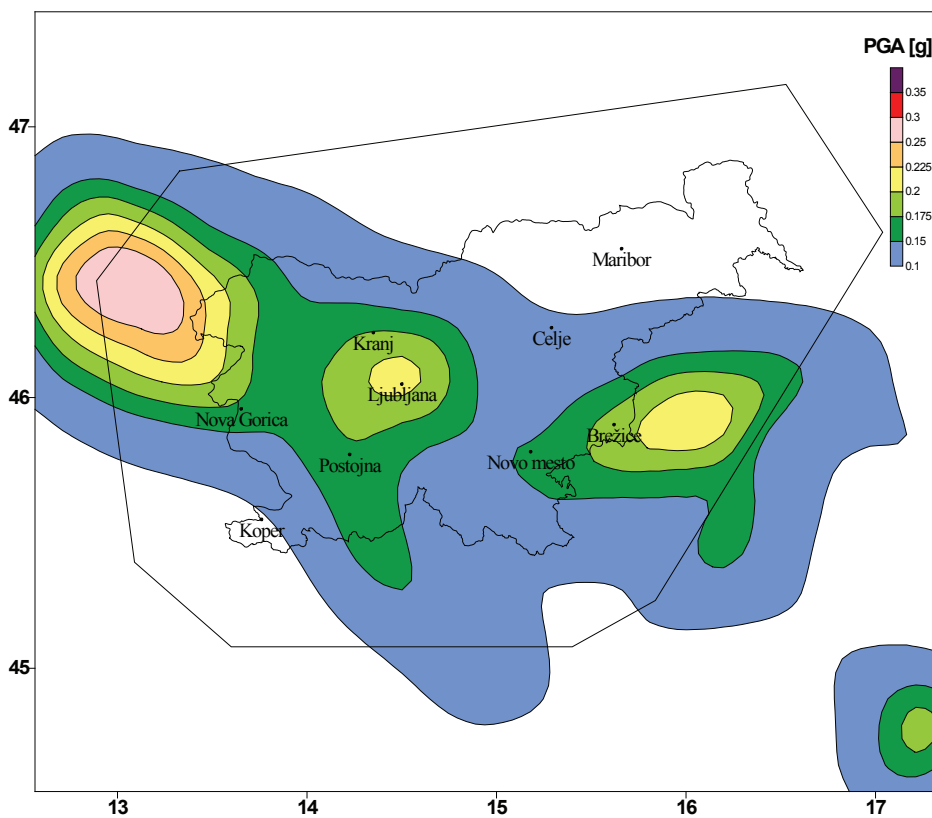 PGA [g]
0.35
0.3
0.25
0.225
0.2
0.175
0.15
0.1
47
46
45
Maribor
Celje
Kranj
Ljubljana
Nova Gorica
Brežice
Postojna
Novo mesto
Koper
13
14
15
16
17